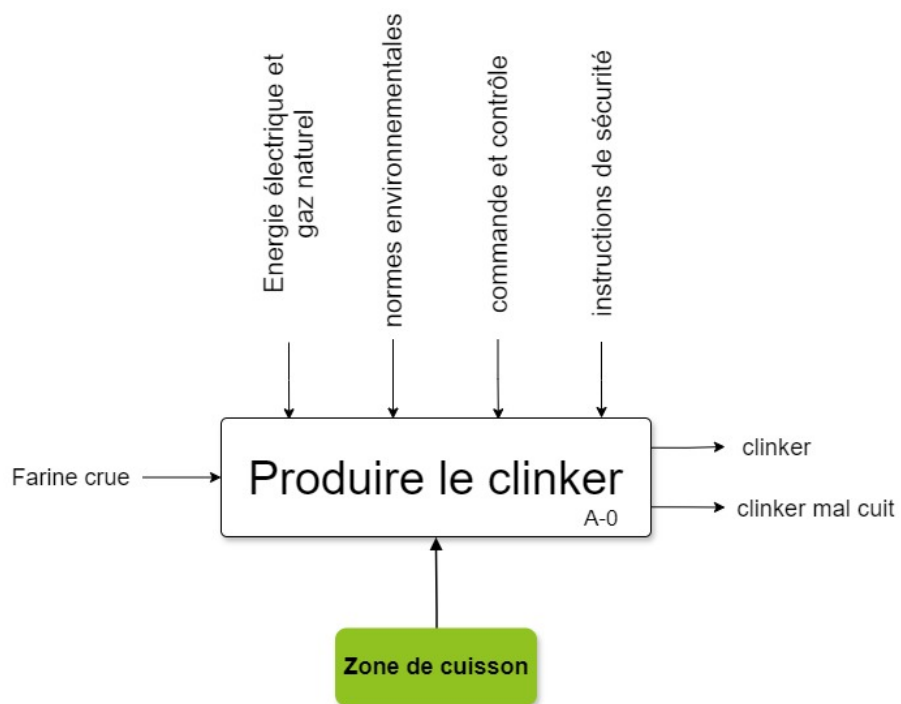 Energie électrique et
gaz naturel
normes environnementales
commande et contrôle
instructions de sécurité
Farine crue
Produire le clinker
A-0
clinker
clinker mal cuit
Zone de cuisson